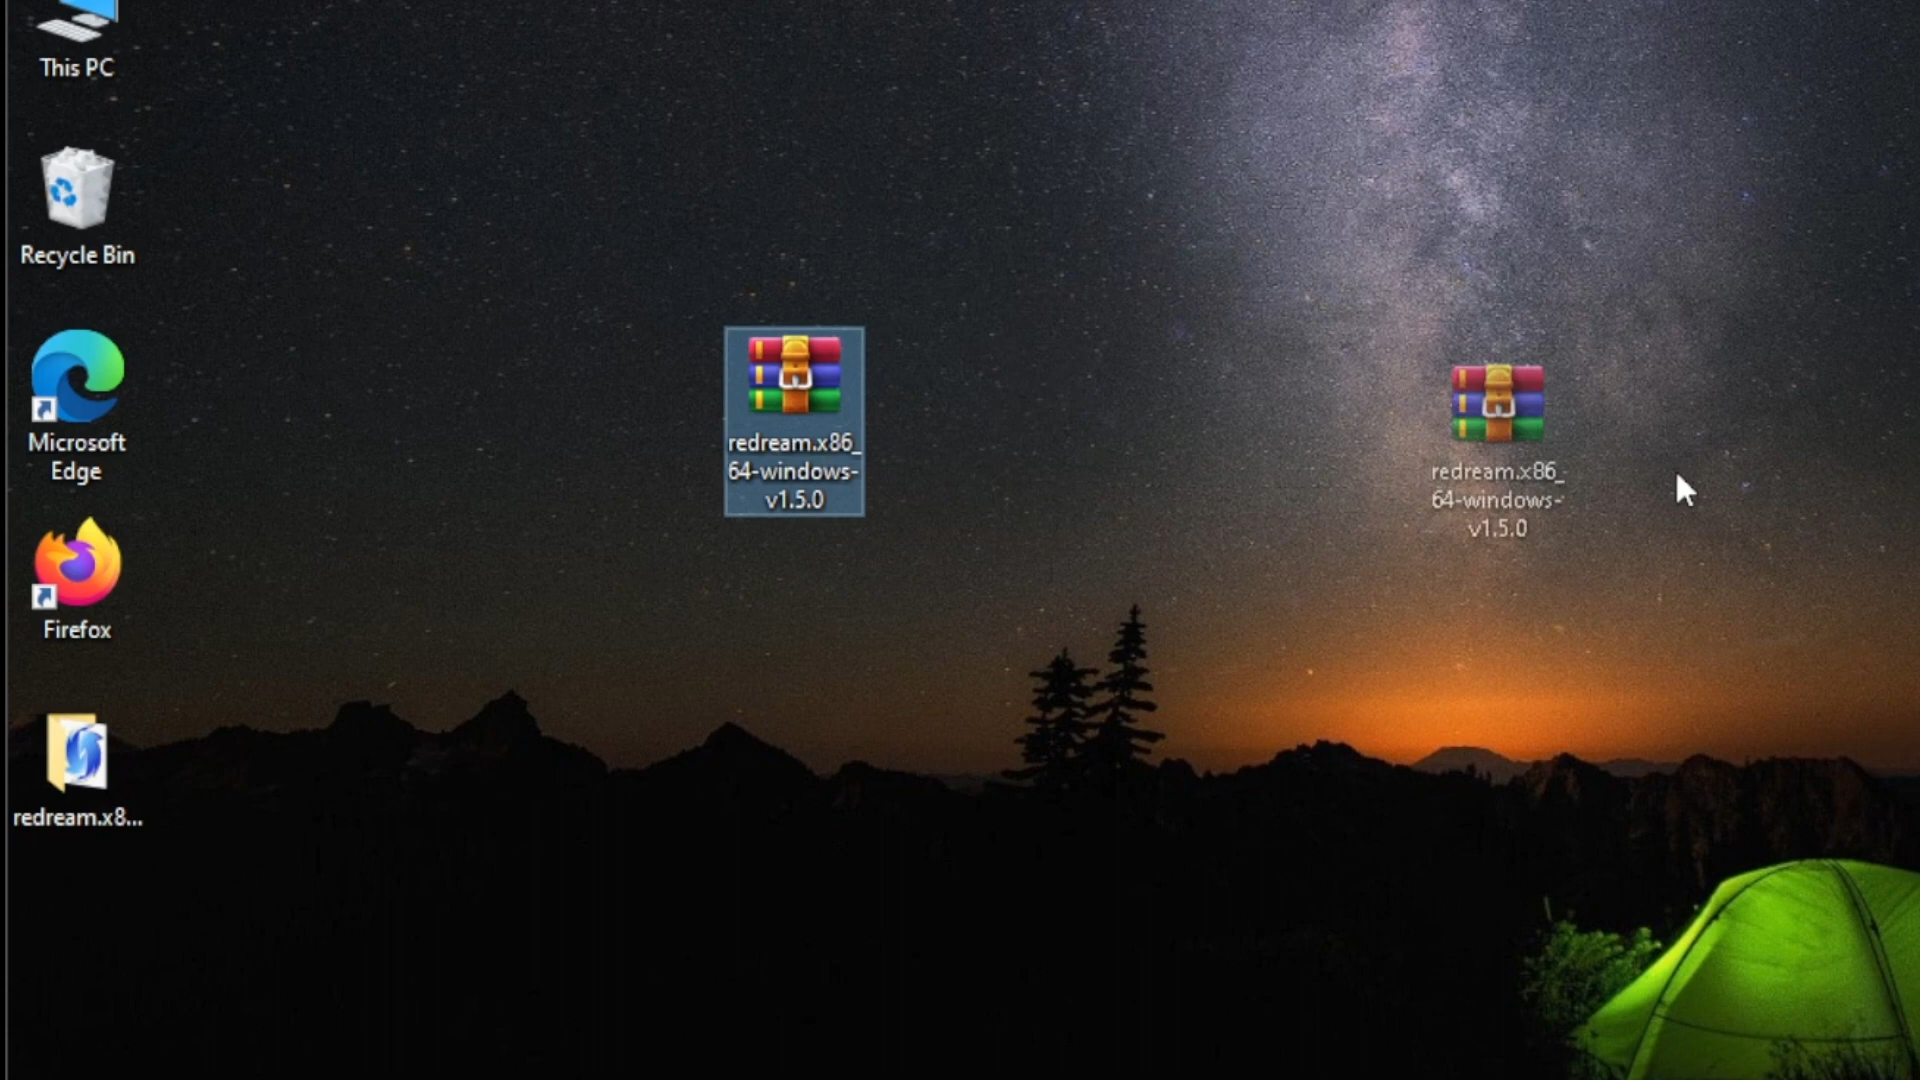 This PC
Recycle Bin
Microsoft
Edge
Firefox
redream.x8...
redream.x86_
64-windows-
v1.5.0
redream.x86_
64-windows-
v1.5.0